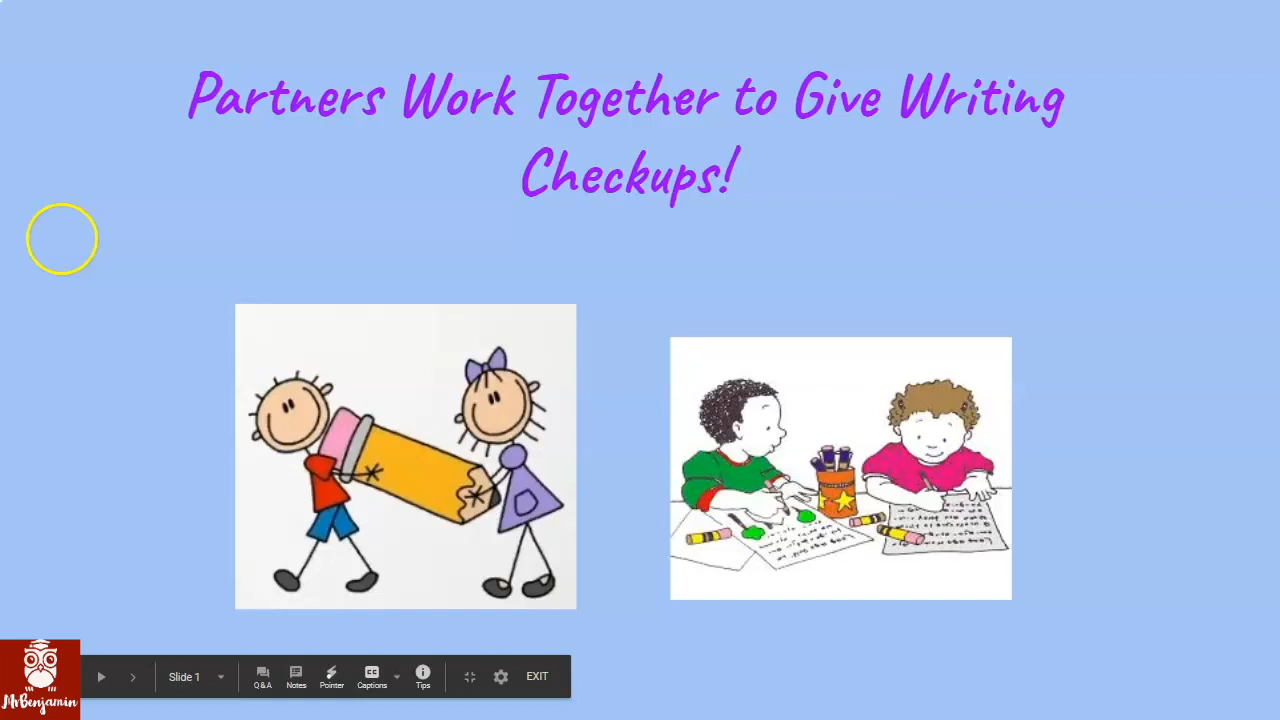 Partners Work Together to Give Writing
Checkups!
Slide 1
Q&A
Notes
Pointer
Captions
Tips
EXIT
MrBenjamin